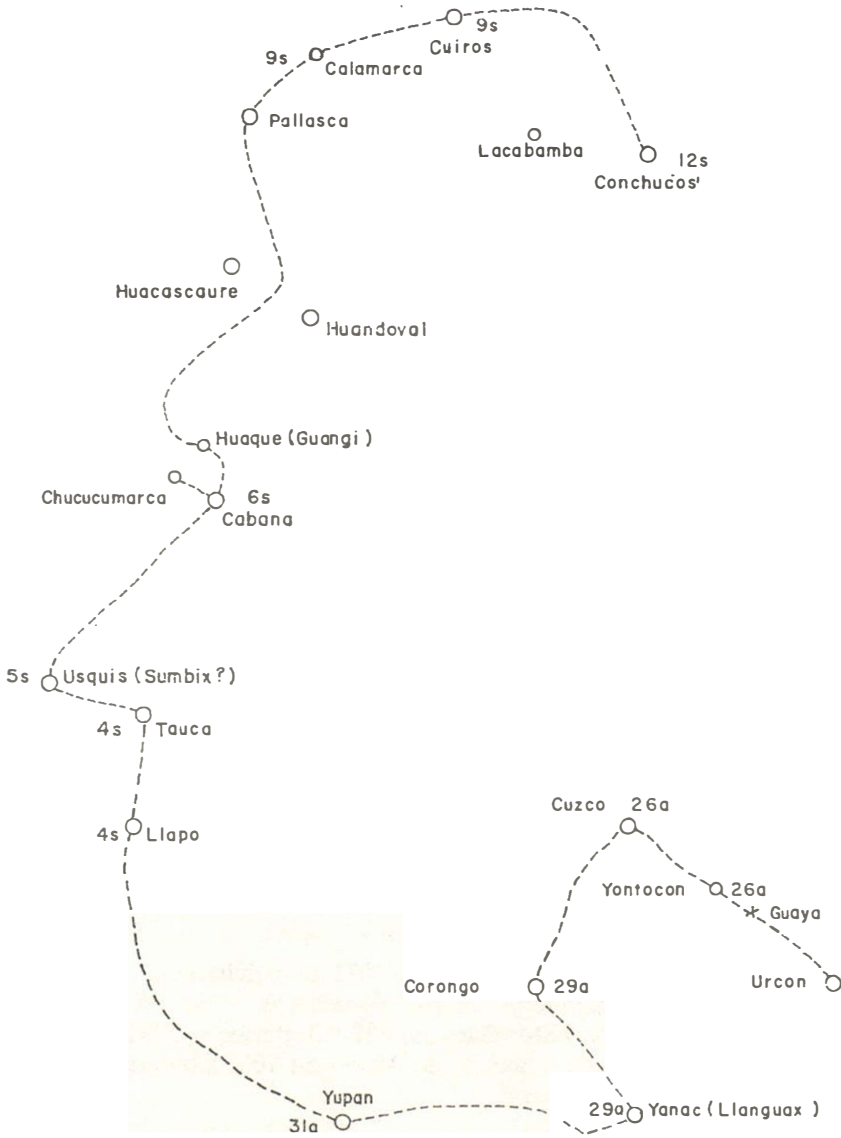 9s
Cuiros
9s
Calamarca
Pallasca
Lacabamba
12s
Conchucos'
Huacascaure
Huandoval
Huaque (Guangi)
Chucucumarca
6s
Cabana
5s Usquis (Sumbix?)
4s Tauca
4s Llapo
Cuzco 26a
Yontocon 26a
Guaya
Corongo 29a
Urcon
Yupan
31a
29a Yanac (Llanguax)